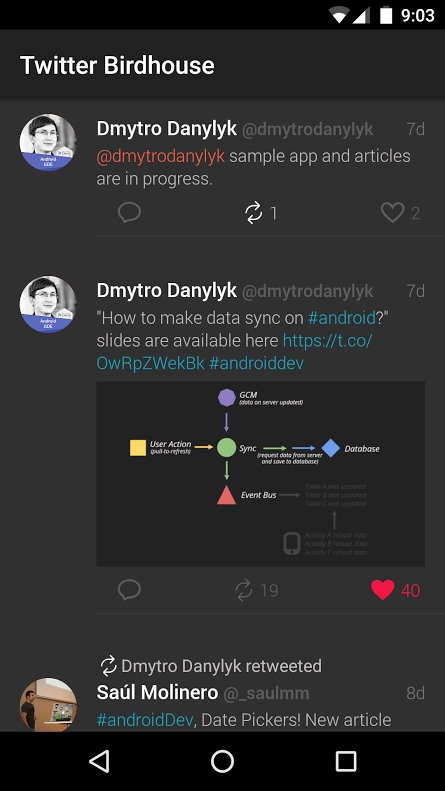 9:03
Twitter Birdhouse
Dmytro Danylyk @dmytrodanylyk 7d
@dmytrodanylyk sample app and articles
are in progress.
1 2
Dmytro Danylyk @dmytrodanylyk 7d
"How to make data sync on #android?"
slides are available here https://t.co/
OwRpZWekBk #androiddev
GCM
(data on server updated)
User Action
(pull-to-refresh)
Sync
(request data from server
and save to database)
Database
Event Bus
Table A was updated
Table B was updated
Table C was updated
Activity A reload data
Activity B reload data
Activity C reload data
19 40
Dmytro Danylyk retweeted
Saúl Molinero @_saulmm 8d
#androidDev, Date Pickers! New article